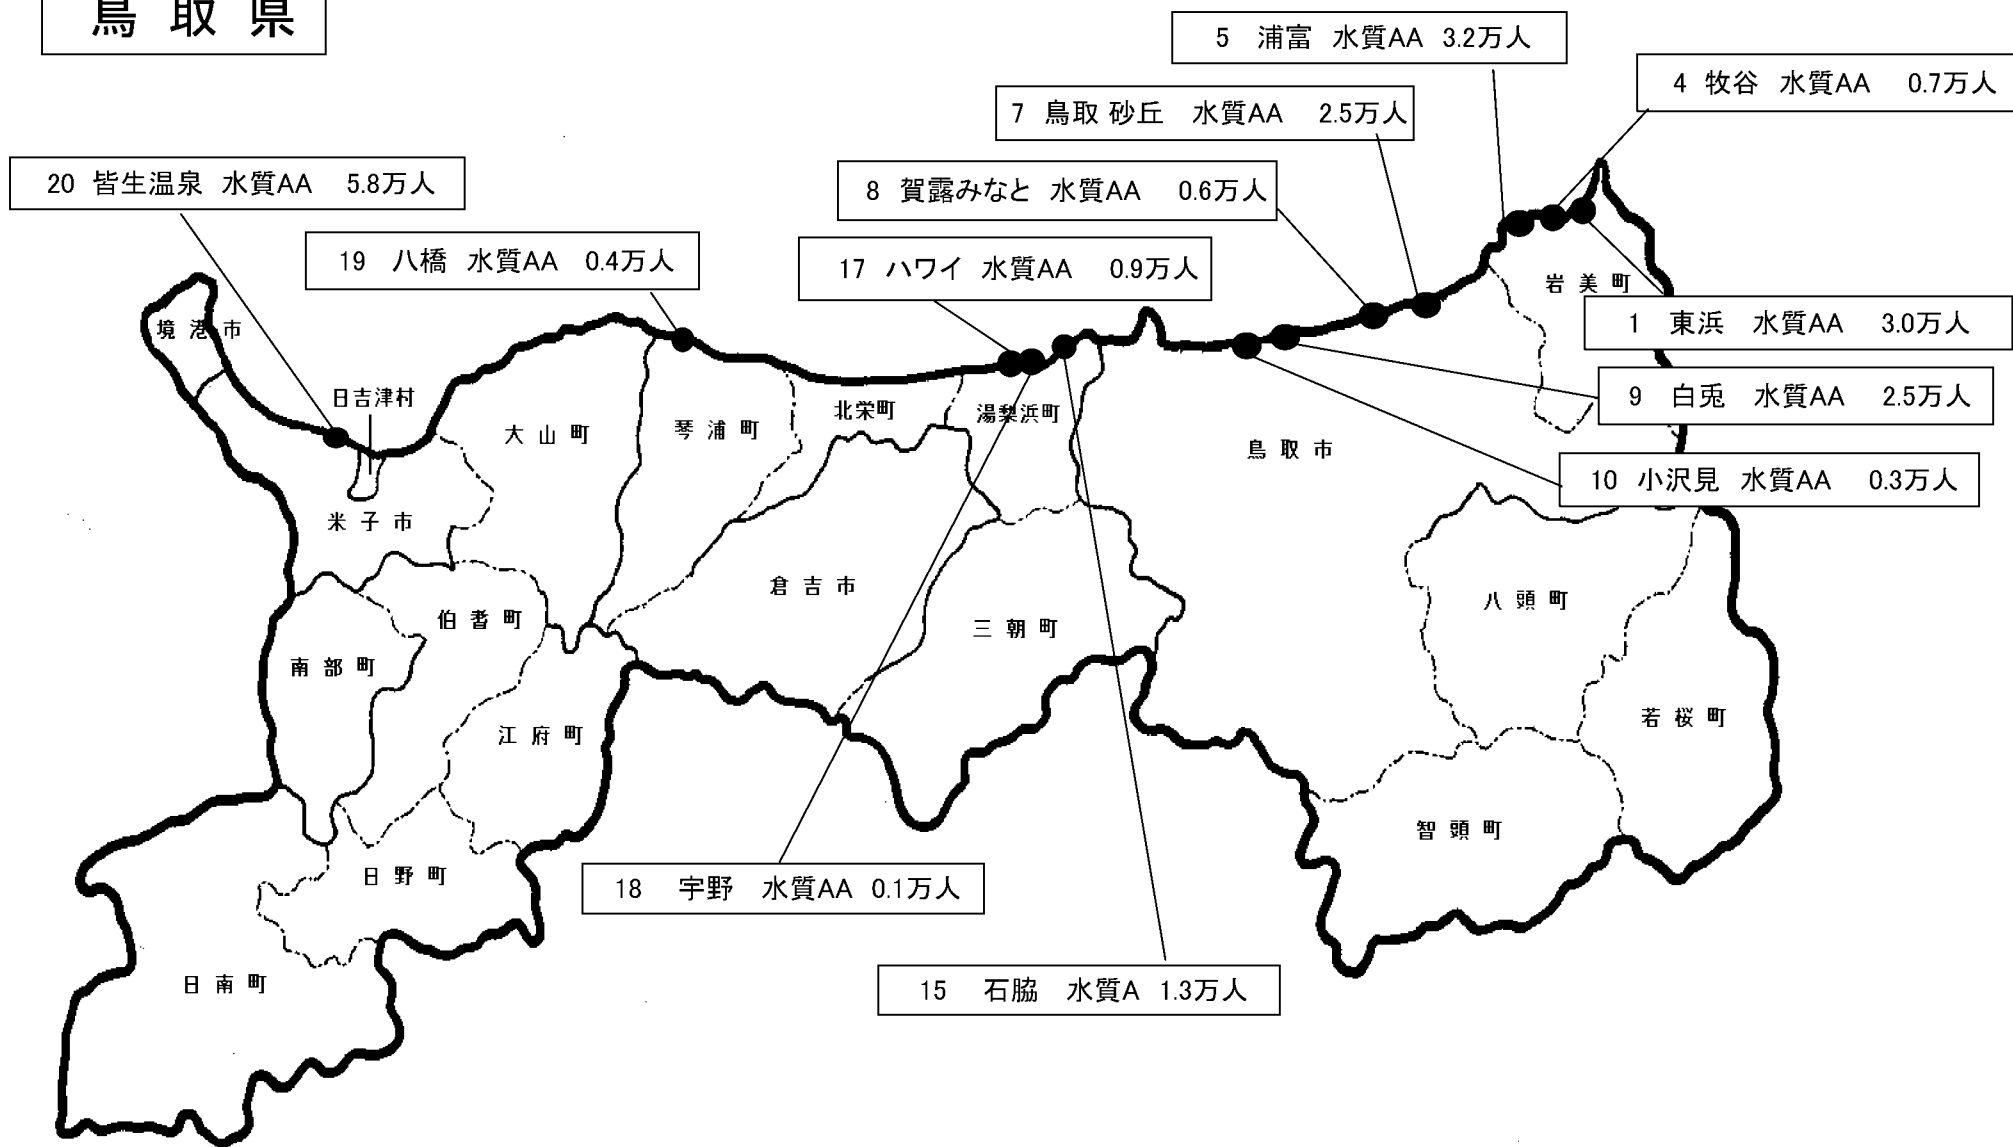 鳥 取 県
5 浦富 水質AA 3.2万人
4 牧谷 水質AA 0.7万人
7 鳥取 砂丘 水質AA 2.5万人
20 皆生温泉 水質AA 5.8万人
8 賀露みなと 水質AA 0.6万人
19 八橋 水質AA 0.4万人
17 ハワイ 水質AA 0.9万人
岩 美 町
1 東浜 水質AA 3.0万人
境 港 市
9 白兎 水質AA 2.5万人
日吉津村
北栄町
湯梨浜町
大 山 町
琴 浦 町
鳥 取 市
10 小沢見 水質AA 0.3万人
米 子 市
倉 吉 市
八 頭 町
伯 耆 町
三 朝 町
南 部 町
若 桜 町
江 府 町
智 頭 町
日 野 町
18 宇野 水質AA 0.1万人
日 南 町
15 石脇 水質A 1.3万人